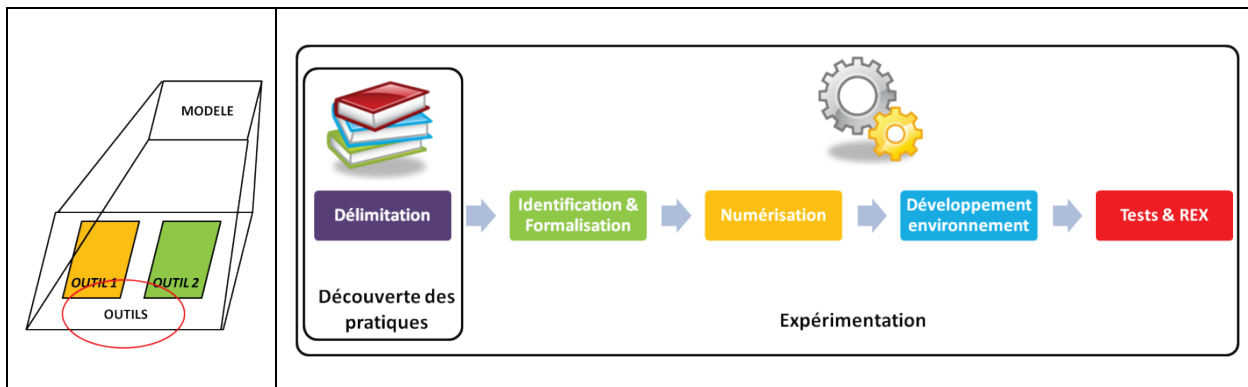 MODELE
OUTIL 1
OUTIL 2
OUTILS
Délimitation
Identification &
Formalisation
Numérisation
Développement
environnement
Tests & REX
Découverte des
pratiques
Expérimentation